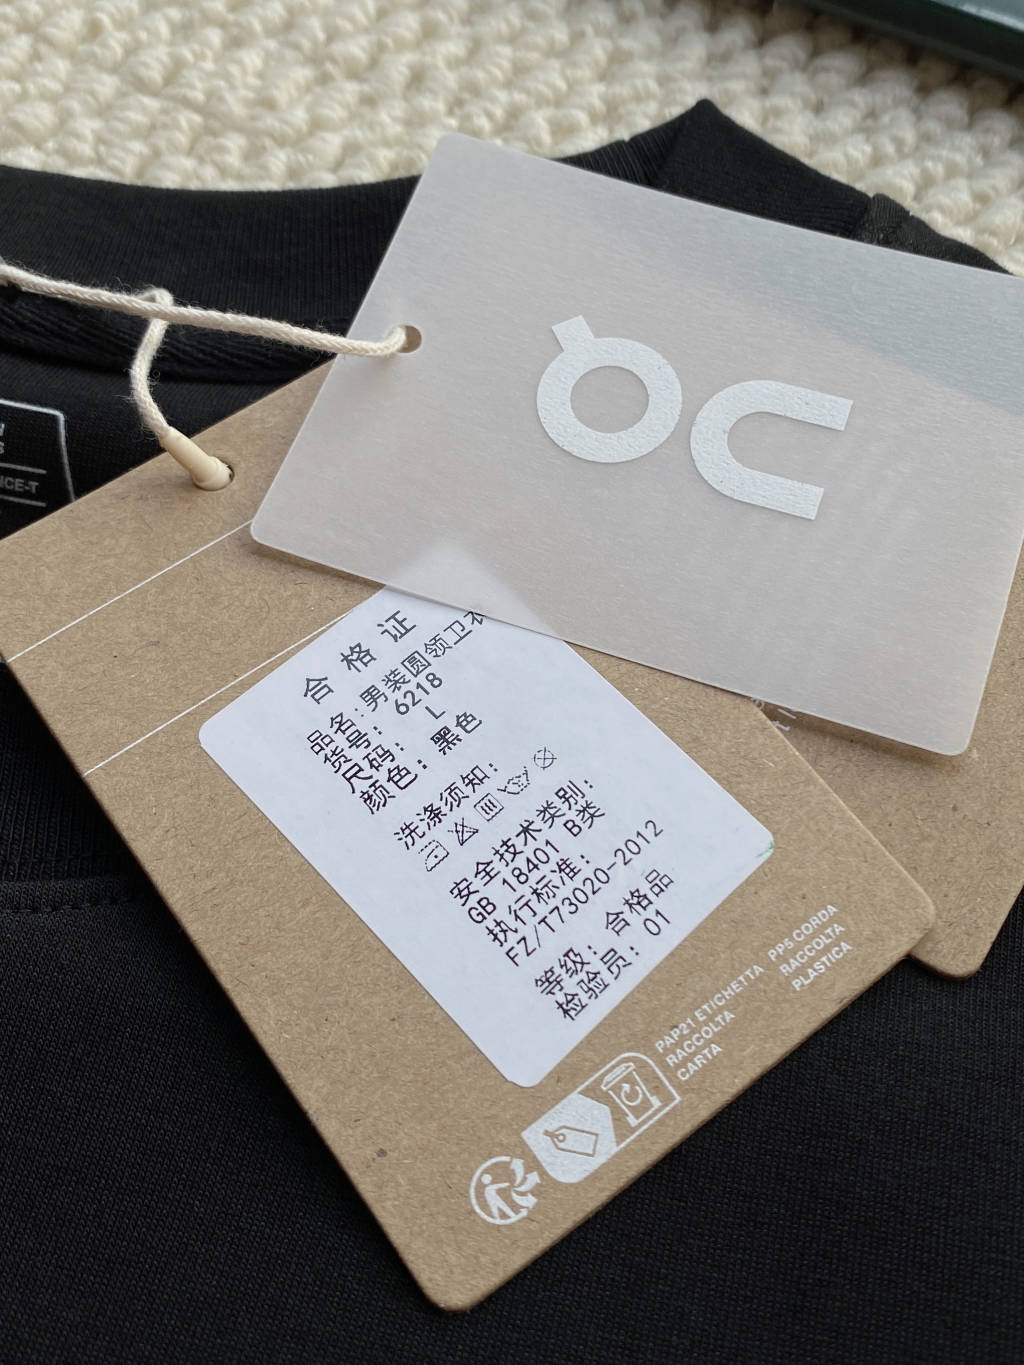 ON
CE-T
合格证
品名：男装圆领卫衣
货号：6218
尺码：L
颜色：黑色
洗涤须知：
安全技术类别：
GB 18401 B类
执行标准：
FZ/T73020-2012
等级：合格品
检验员：01
PAP21 ETICHETTA
RACCOLTA
CARTA
PP5 CORDA
RACCOLTA
PLASTICA